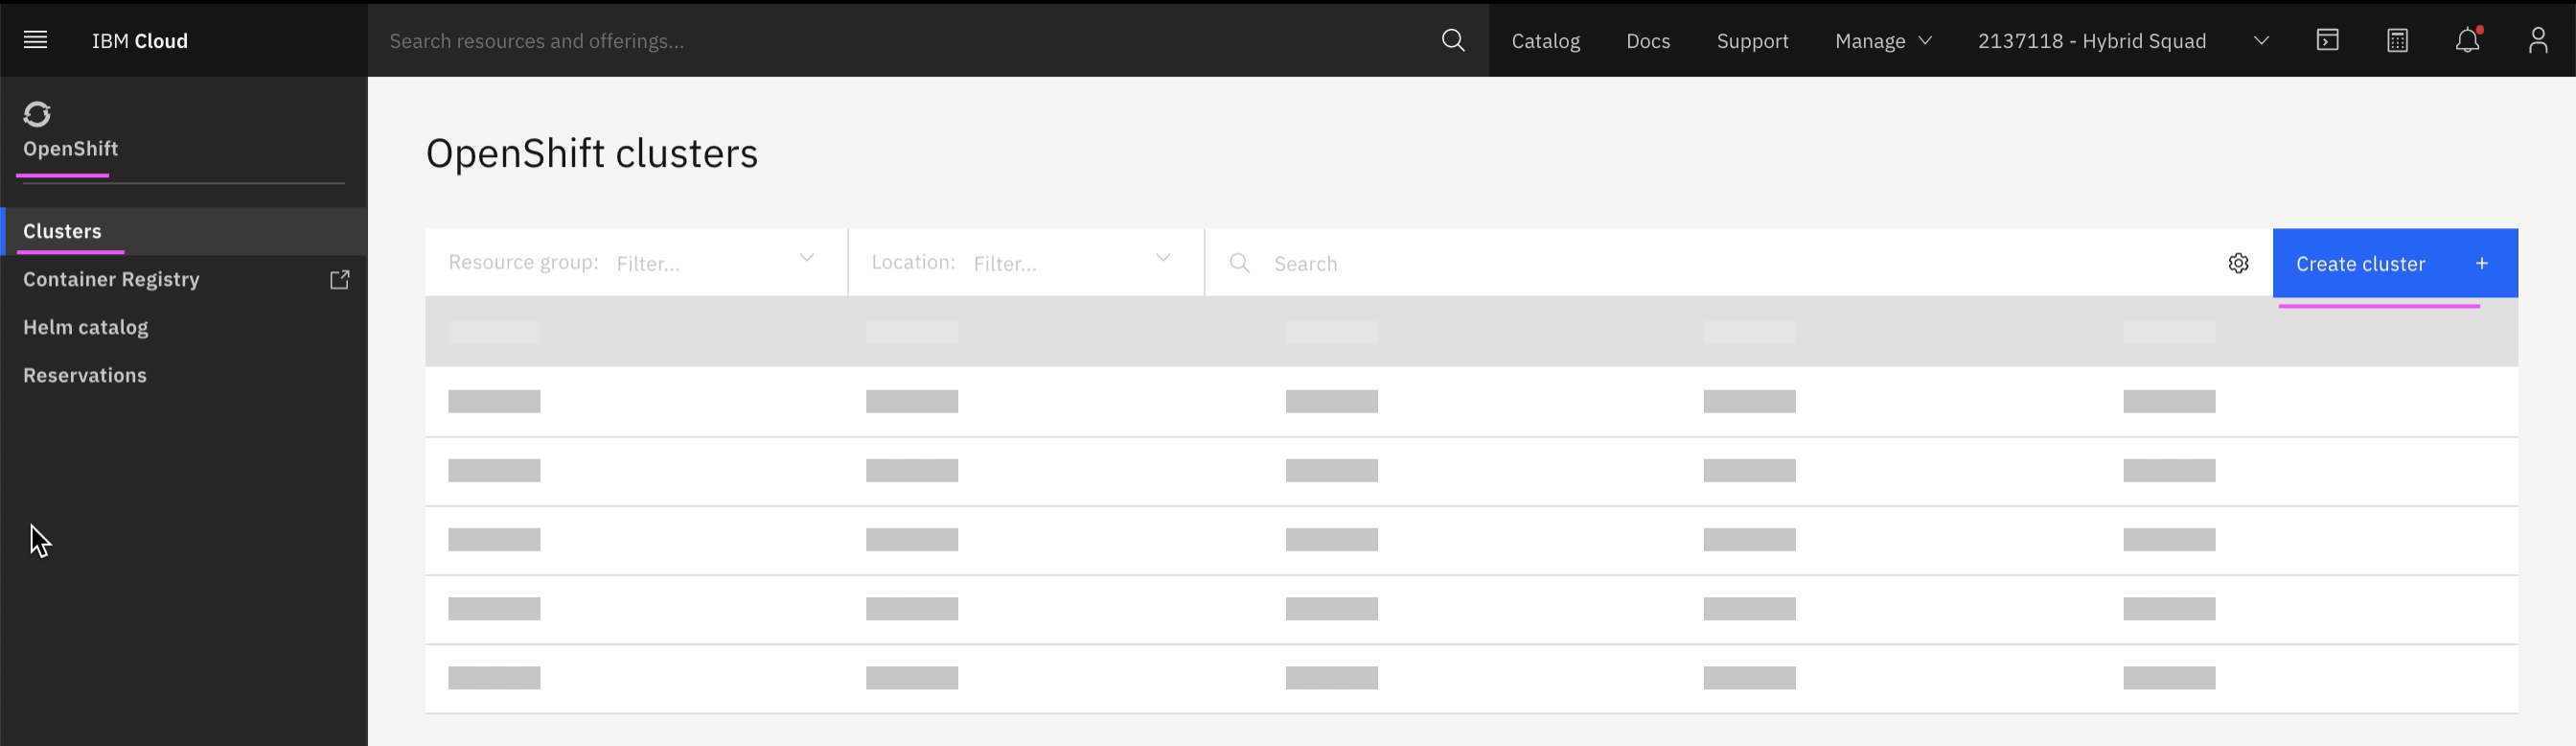 IBM Cloud
Search resources and offerings...
Catalog
Docs
Support
Manage
2137118 - Hybrid Squad
OpenShift
Clusters
Container Registry
Helm catalog
Reservations
OpenShift clusters
Resource group: Filter...
Location: Filter...
Search
Create cluster +